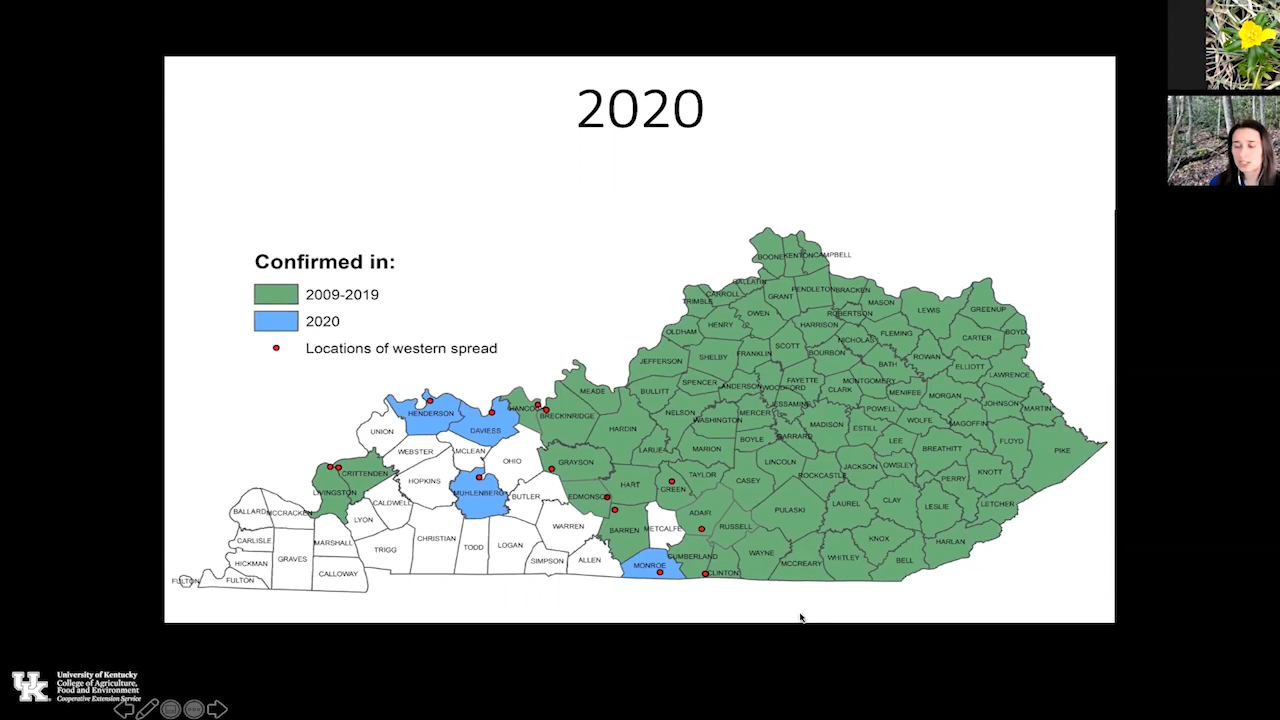 2020
Confirmed in:
2009-2019
2020
Locations of western spread
BOONE KENTON CAMPBELL
GALLATIN
CARROLL GRANT PENDLETON BRACKEN
TRIMBLE MASON
OWEN ROBERTSON LEWIS GREENUP
OLDHAM HENRY HARRISON FLEMING BOYD
NICHOLAS CARTER
SCOTT
JEFFERSON SHELBY FRANKLIN BOURBON BATH ROWAN ELLIOTT
LAWRENCE
SPENCER ANDERSON WOODFORD FAYETTE CLARK MONTGOMERY MENIFEE MORGAN
MEADE BULLITT
JOHNSON MARTIN
HENDERSON BRECKINRIDGE NELSON WASHINGTON MERCER POWELL WOLFE MAGOFFIN
UNION DAVIESS HARDIN MADISON ESTILL
BOYLE GARRARD LEE FLOYD
WEBSTER MCLEAN OHIO MARION BREATHITT PIKE
GRAYSON LINCOLN JACKSON OWSLEY
CRITTENDEN HOPKINS HART TAYLOR CASEY ROCKCASTLE PERRY KNOTT
LIVINGSTON MUHLENBERG BUTLER GREEN
CALDWELL CLAY LETCHER
BALLARD MCCRACKEN LYON ADAIR PULASKI LAUREL LESLIE
WARREN BARREN METCALFE RUSSELL
CARLISLE MARSHALL CHRISTIAN KNOX HARLAN
GRAVES TRIGG TODD LOGAN CUMBERLAND WAYNE WHITLEY BELL
HICKMAN SIMPSON ALLEN MONROE MCCREARY
FULTON FULTON CALLOWAY CLINTON
UK
University of Kentucky
College of Agriculture,
Food and Environment
Cooperative Extension Service